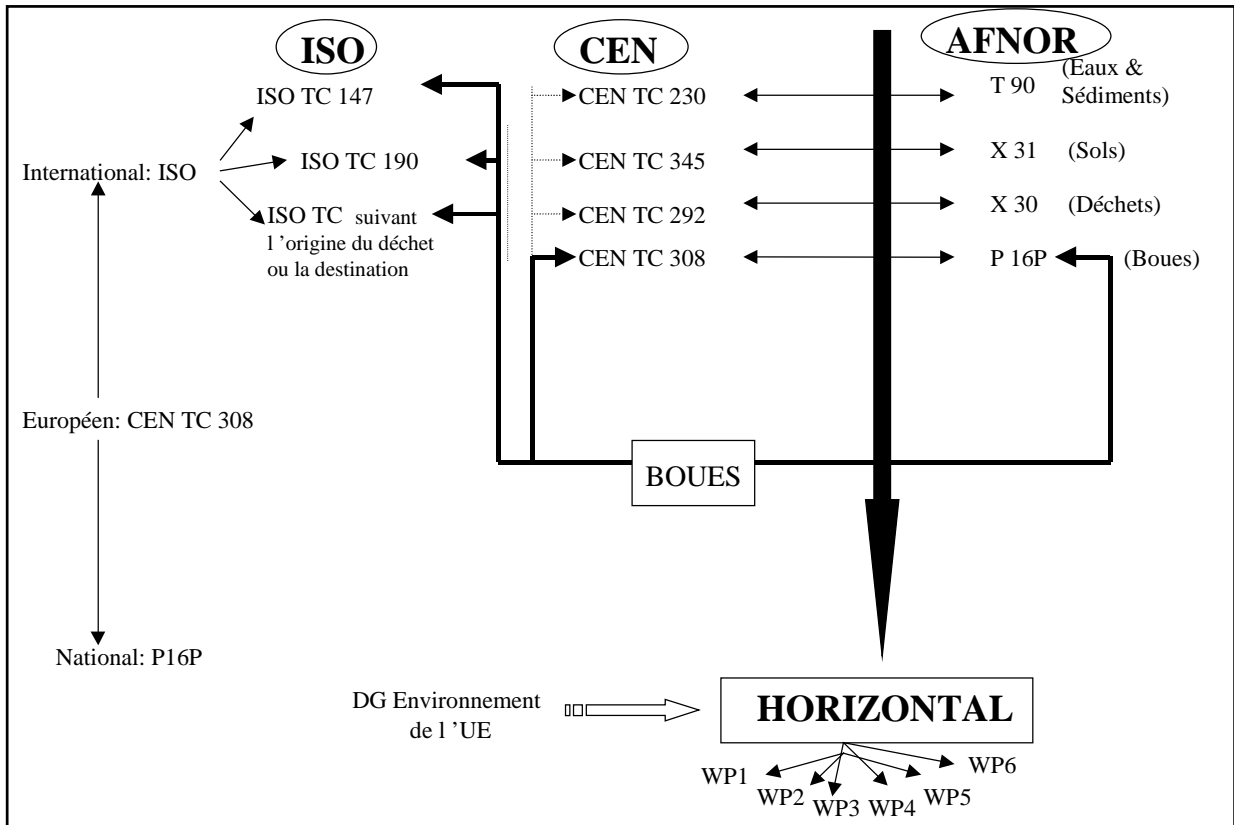 ISO
CEN
AFNOR
ISO TC 147
CEN TC 230
T 90
(Eaux &
Sédiments)
International: ISO
ISO TC 190
CEN TC 345
X 31
(Sols)
ISO TC suivant
l ’origine du déchet
ou la destination
CEN TC 292
X 30
(Déchets)
CEN TC 308
P 16P
(Boues)
Européen: CEN TC 308
BOUES
National: P16P
DG Environnement
de l ’UE
HORIZONTAL
WP1
WP2
WP3
WP4
WP5
WP6